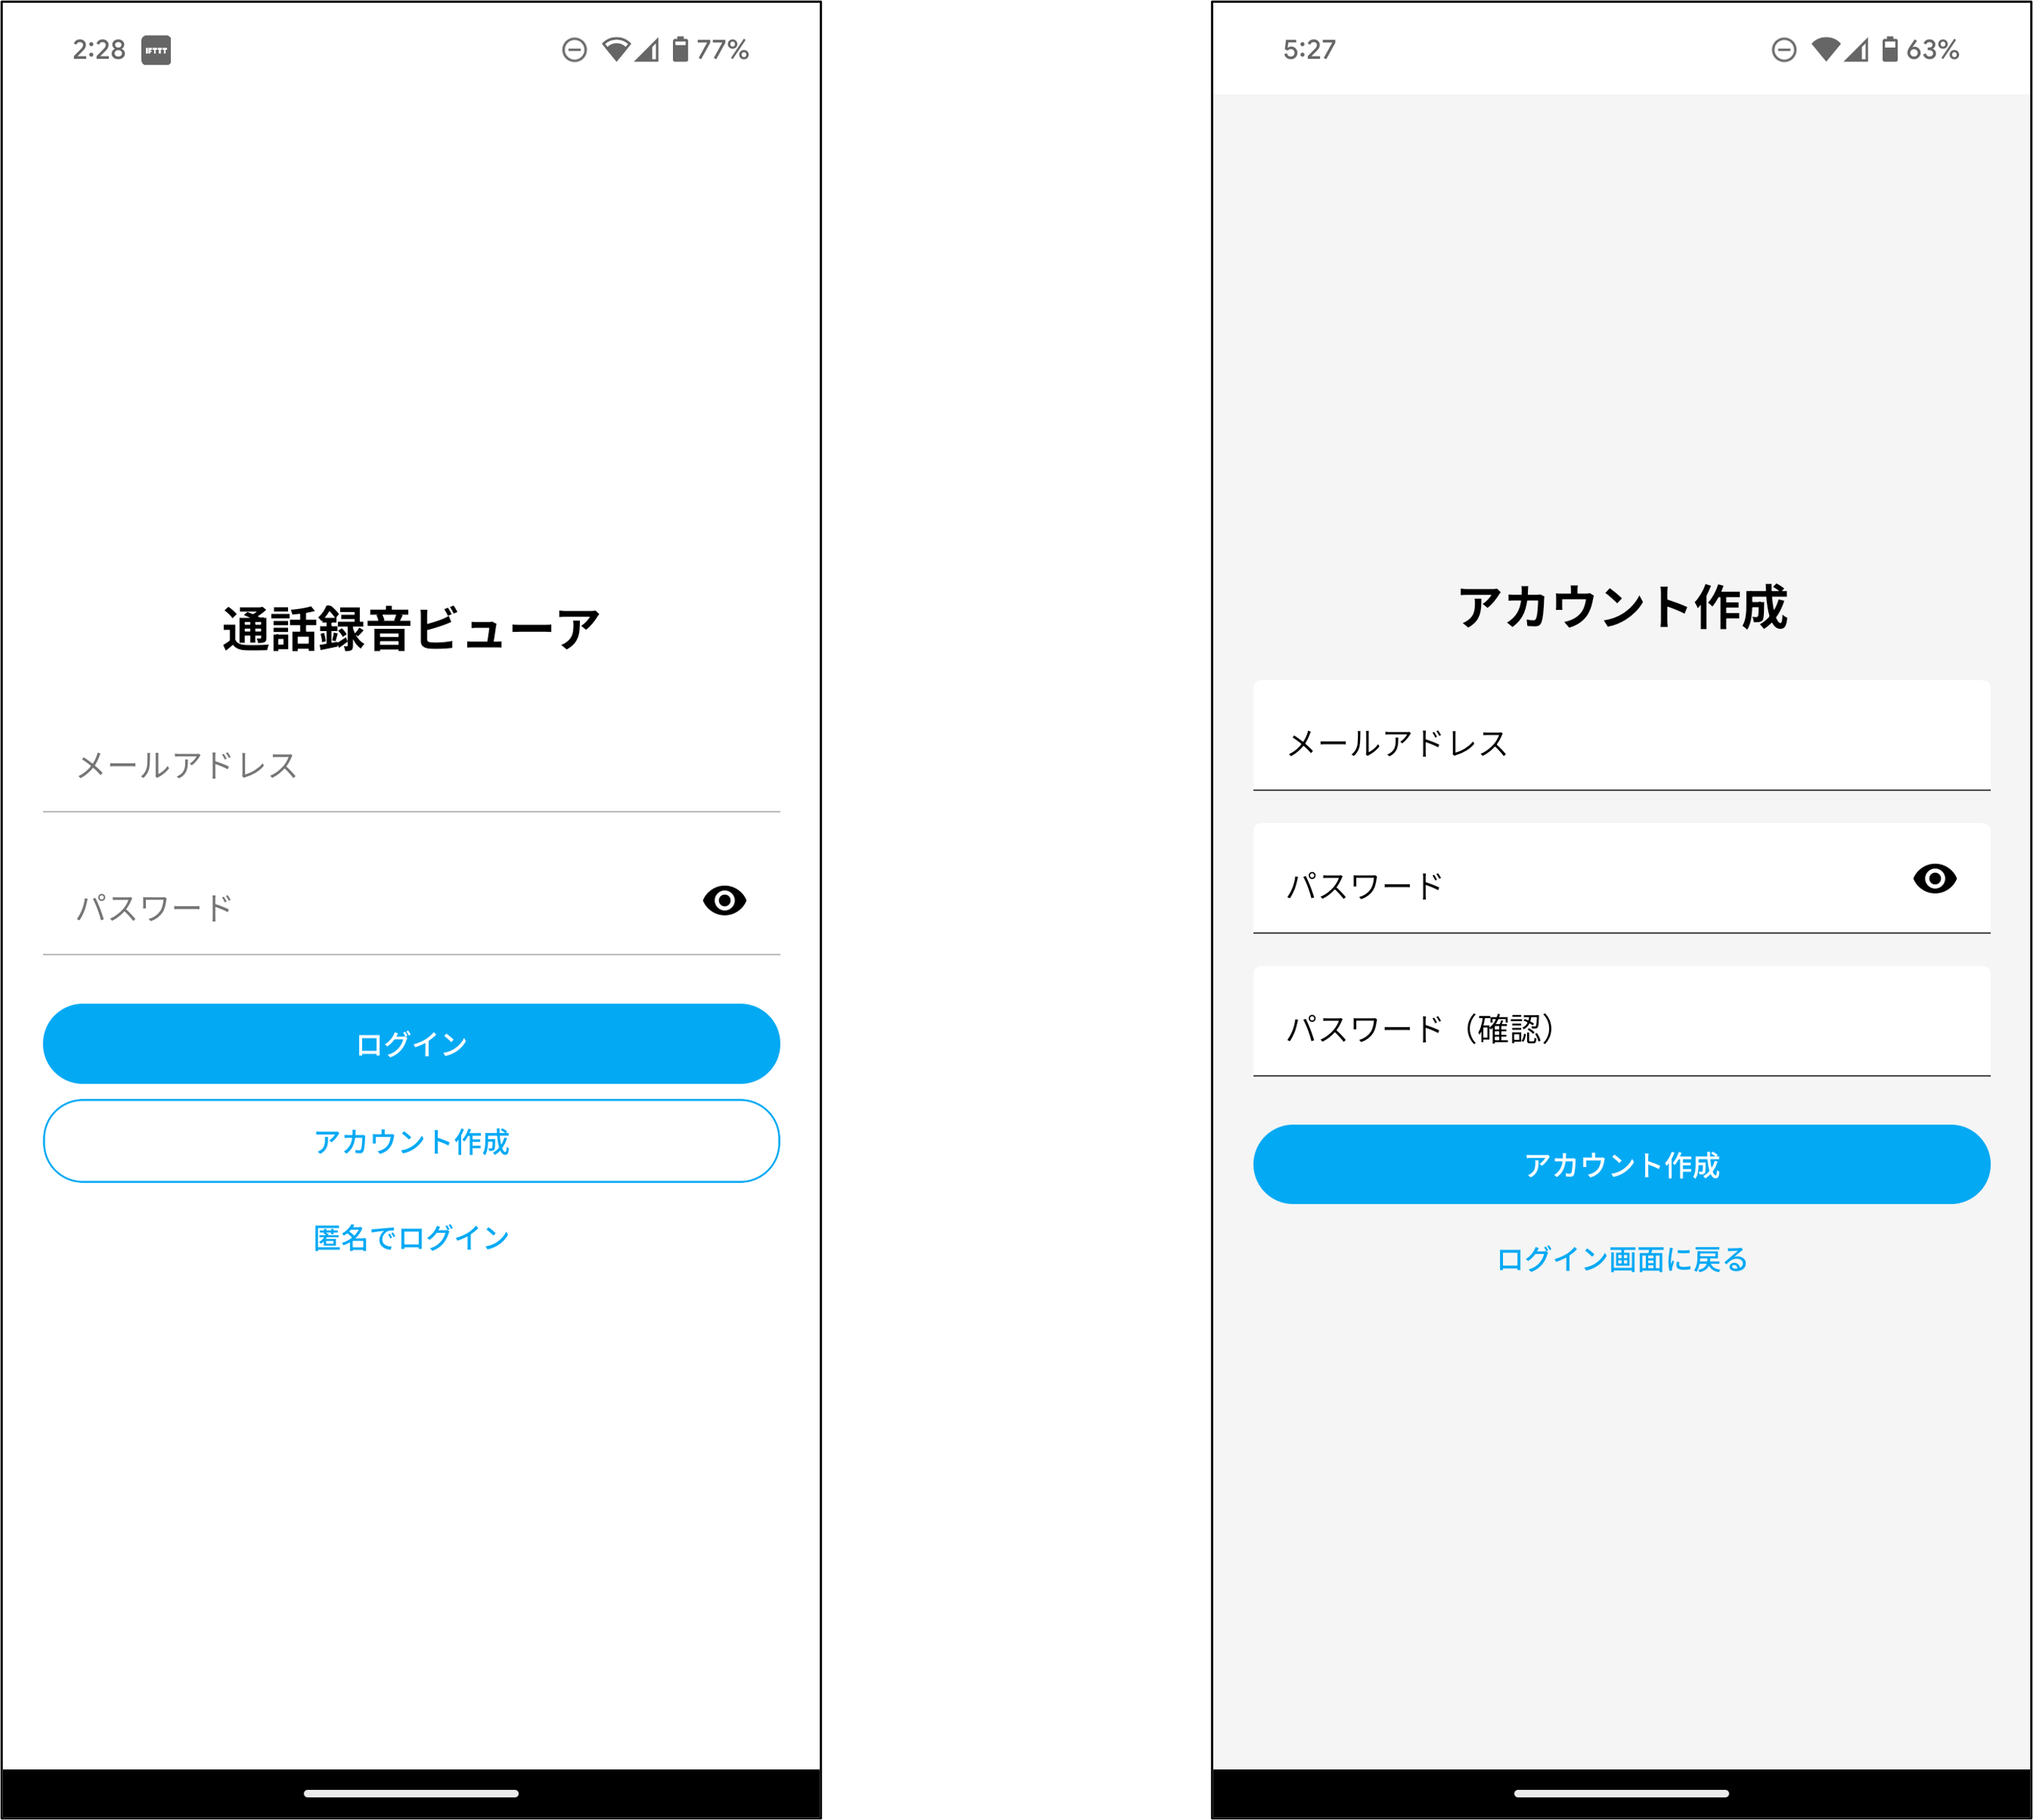 2:28 IFTTT 77%
通話録音ビューア
メールアドレス
パスワード
ログイン
アカウント作成
匿名でログイン
5:27 63%
アカウント作成
メールアドレス
パスワード
パスワード（確認）
アカウント作成
ログイン画面に戻る